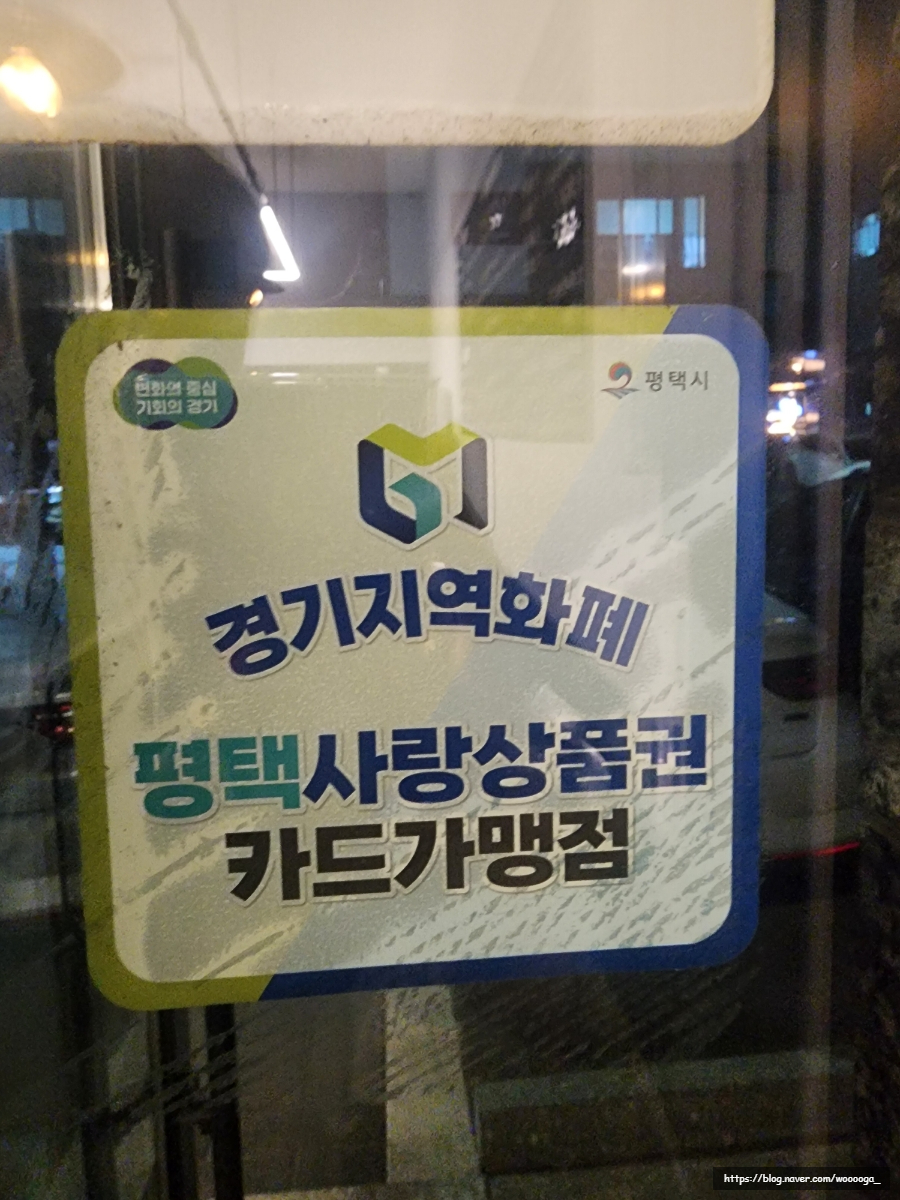 변화의 중심
기회의 경기
평택시
경기지역화폐
평택사랑상품권
카드가맹점
https://blog.naver.com/wooooga_